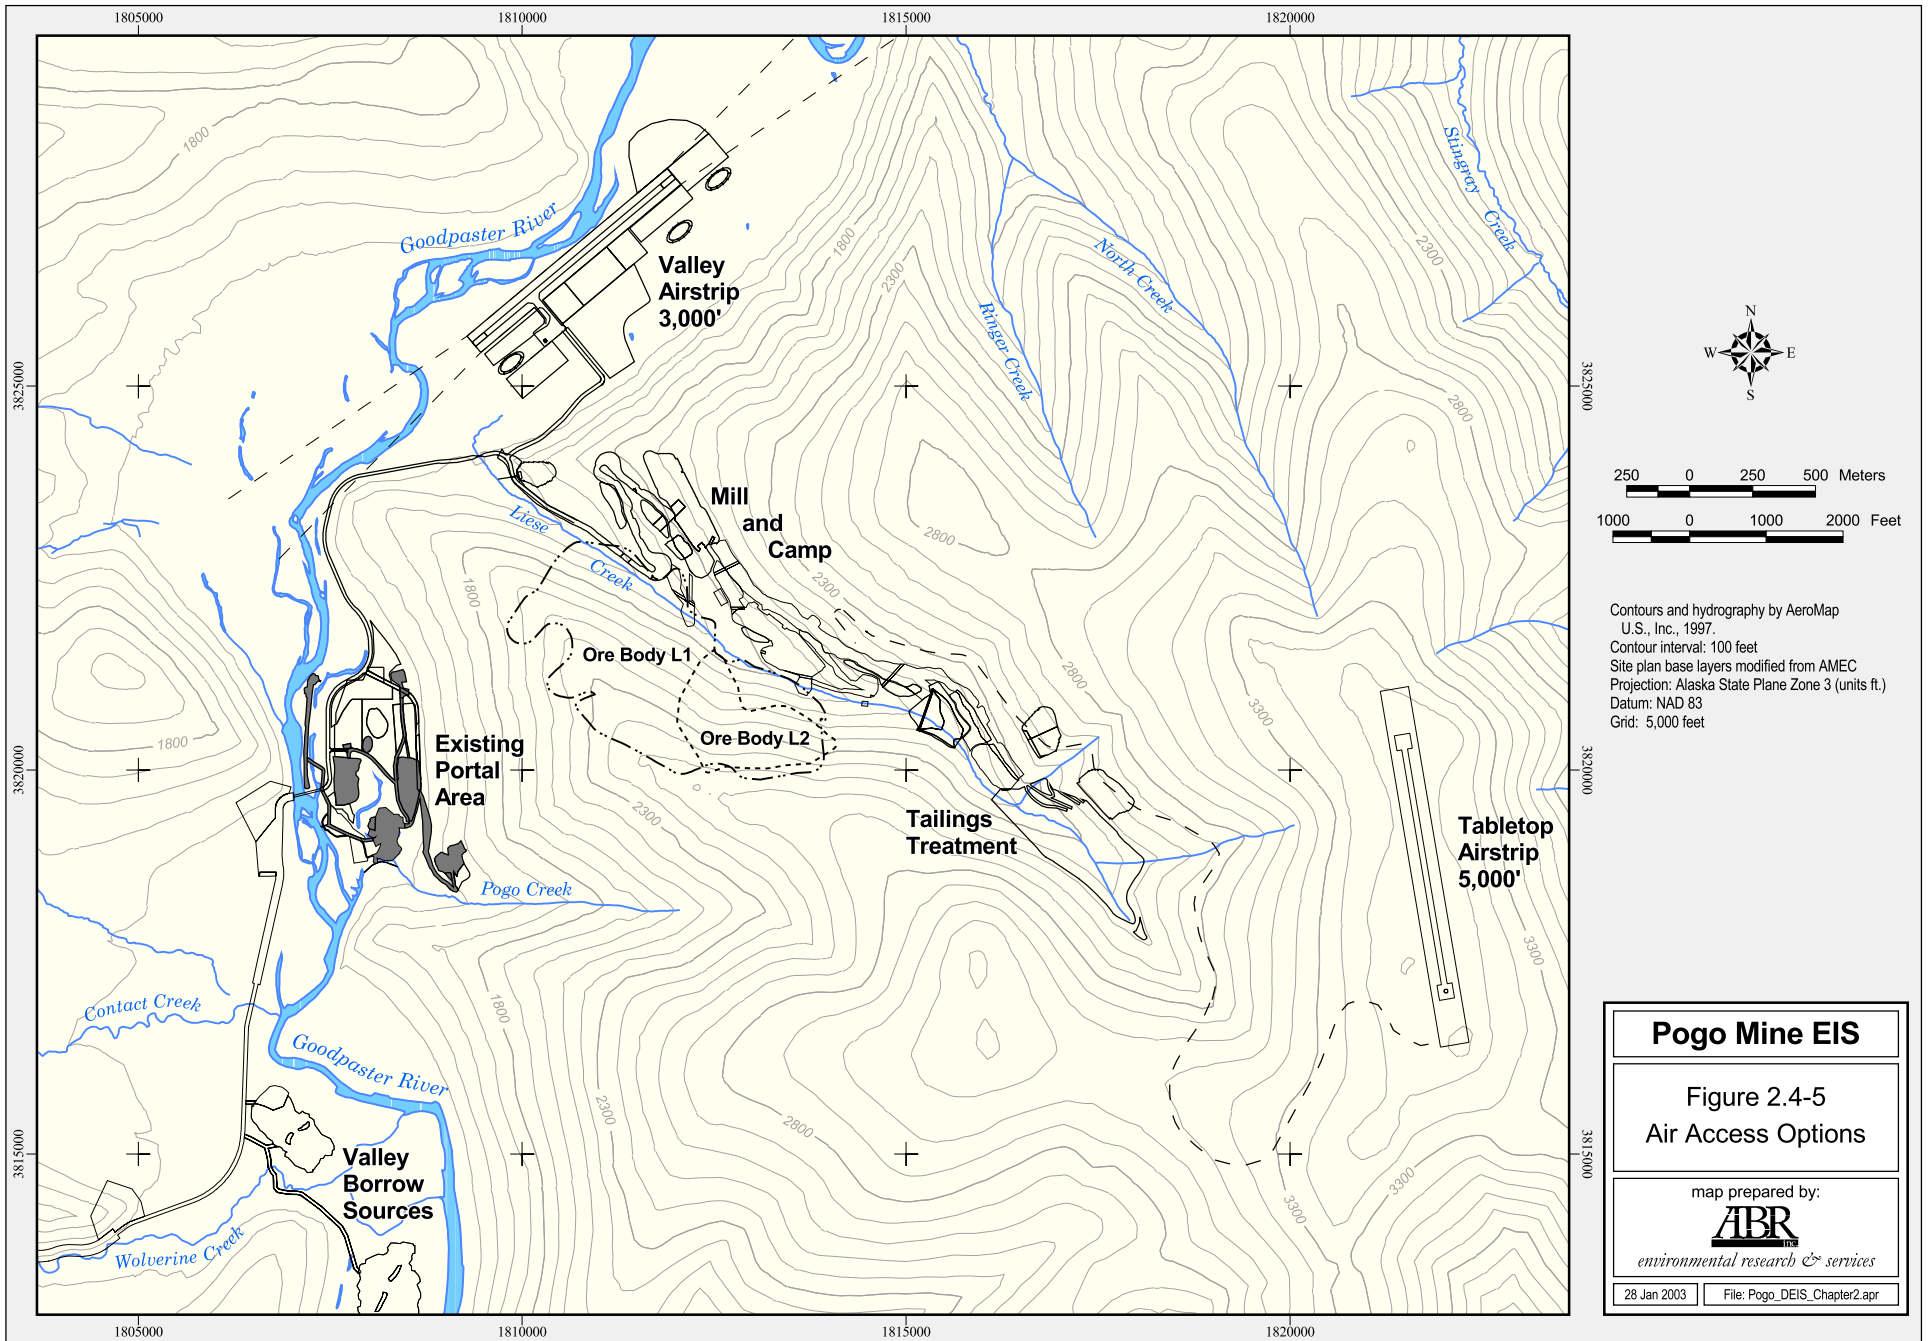 1805000
1810000
1815000
1820000
3825000
3820000
3815000
3825000
3820000
3815000
1800
Goodpaster River
Valley
Airstrip
3,000'
1800
2300
Ringer Creek
North Creek
Stingray
Creek
2300
2800
2800
Liese
Creek
Mill
and
Camp
2300
1800
Ore Body L1
Ore Body L2
2800
3300
1800
Existing
Portal
Area
2300
Tailings
Treatment
Tabletop
Airstrip
5,000'
Pogo Creek
3300
1800
Contact Creek
Goodpaster River
2300
2800
Valley
Borrow
Sources
3300
3300
Wolverine Creek
1805000
1810000
1815000
1820000
N
W E
S
250 0 250 500 Meters
1000 0 1000 2000 Feet
Contours and hydrography by AeroMap
U.S., Inc., 1997.
Contour interval: 100 feet
Site plan base layers modified from AMEC
Projection: Alaska State Plane Zone 3 (units ft.)
Datum: NAD 83
Grid: 5,000 feet
Pogo Mine EIS
Figure 2.4-5
Air Access Options
map prepared by:
ABR
inc.
environmental research & services
28 Jan 2003
File: Pogo_DEIS_Chapter2.apr